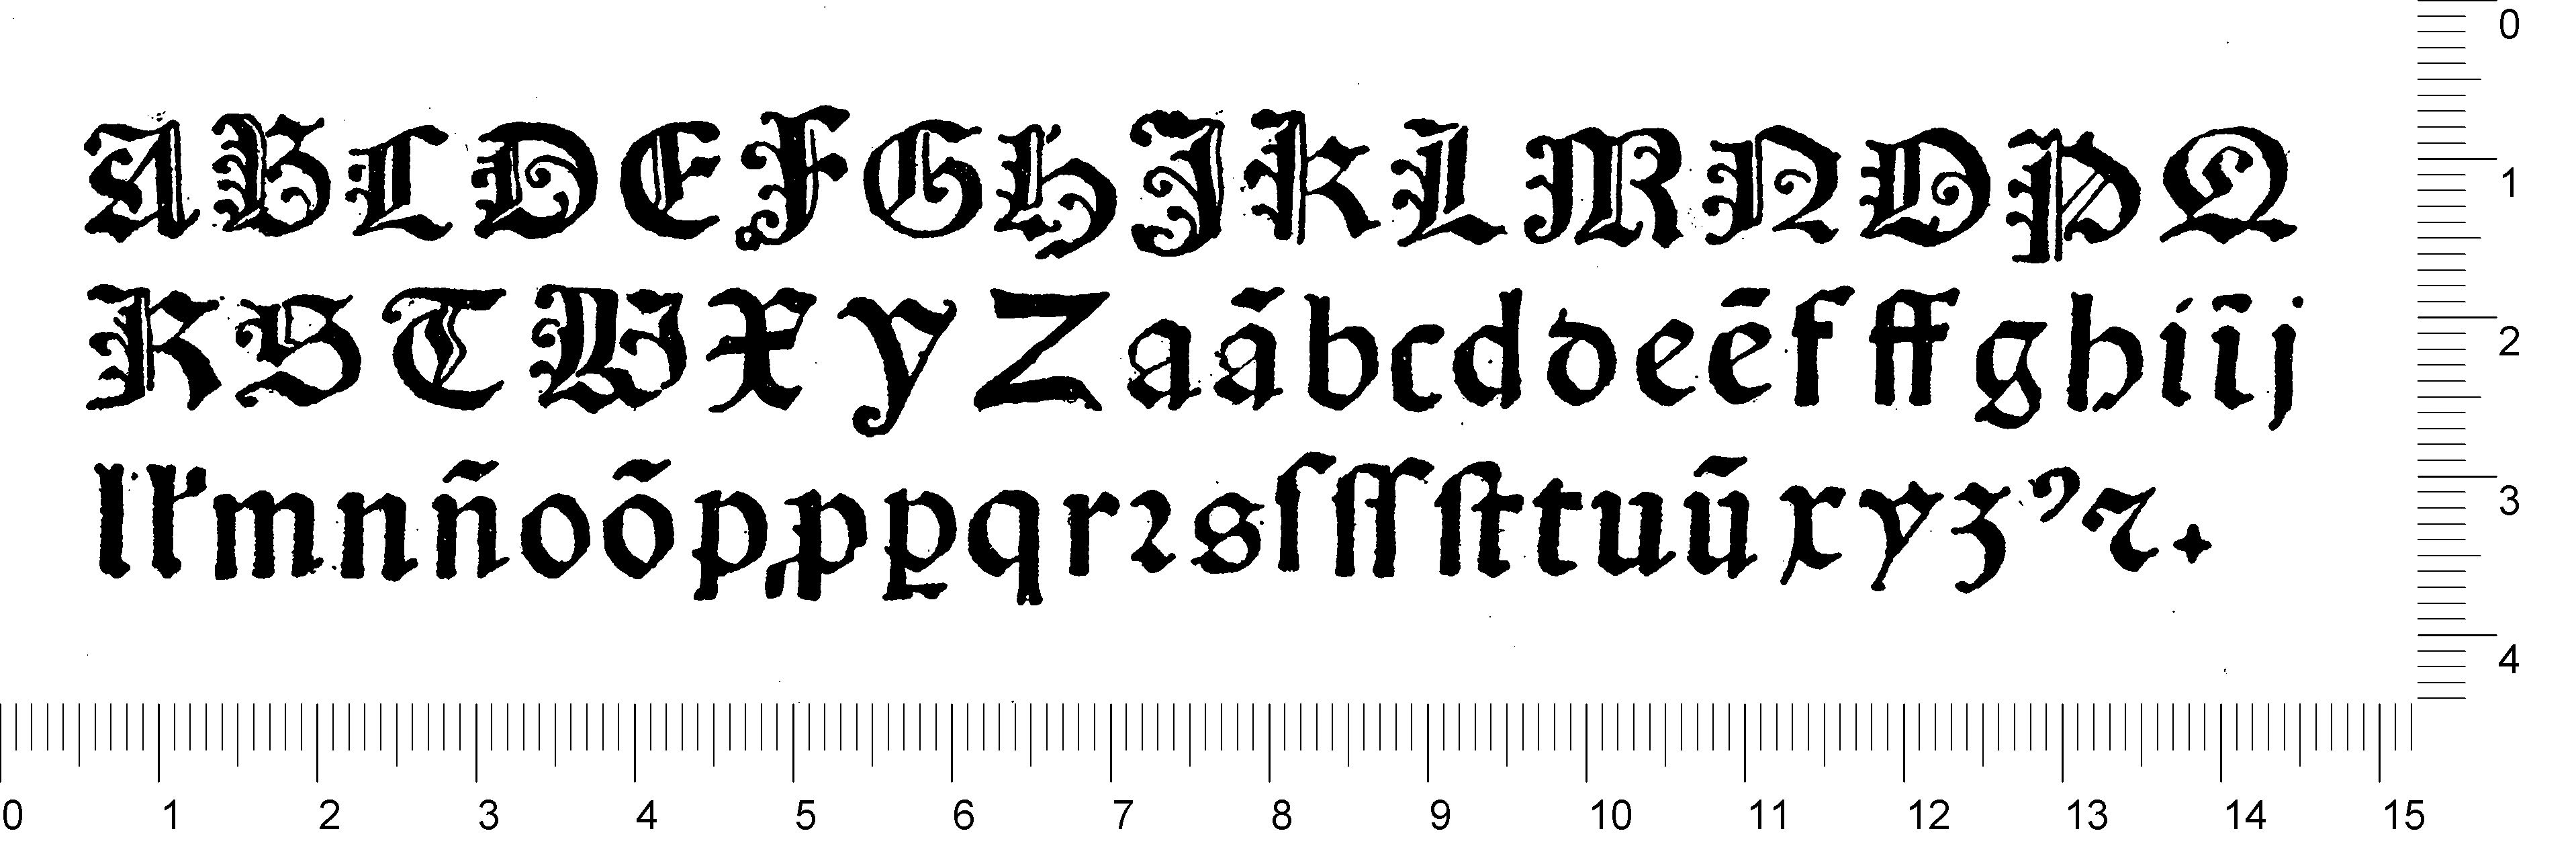 A B C D E F G H I K L M N O P Q
R S T V X Y Z a ã b c d ꝺ e ẽ f ff g h i ĩ j
l lꝛ m n ñ o õ p ꝓ ꝑ q r ꝛ s ſ ſſ ſt t u ũ x y z ꝰ ⁊ .
0
1
2
3
4
0 1 2 3 4 5 6 7 8 9 10 11 12 13 14 15